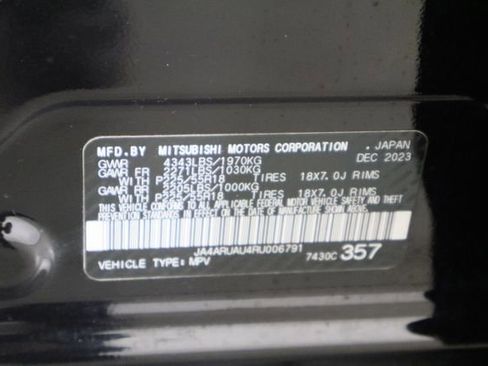 MFD.BY MITSUBISHI MOTORS CORPORATION . JAPAN
GVWR 4343LBS/1970KG DEC 2023
GAWR FR 2271LBS/1030KG
WITH P225/55R18 TIRES 18X7.0J RIMS
GAWR RR 2205LBS/1000KG
WITH P225/55R18 TIRES 18X7.0J RIMS
THIS VEHICLE CONFORMS TO ALL APPLICABLE FEDERAL MOTOR VEHICLE SAFETY AND THEFT
PREVENTION STANDARDS IN EFFECT ON THE DATE OF MANUFACTURE SHOWN ABOVE.
JA4ARUAU4RU006791
VEHICLE TYPE: MPV 7430C 357